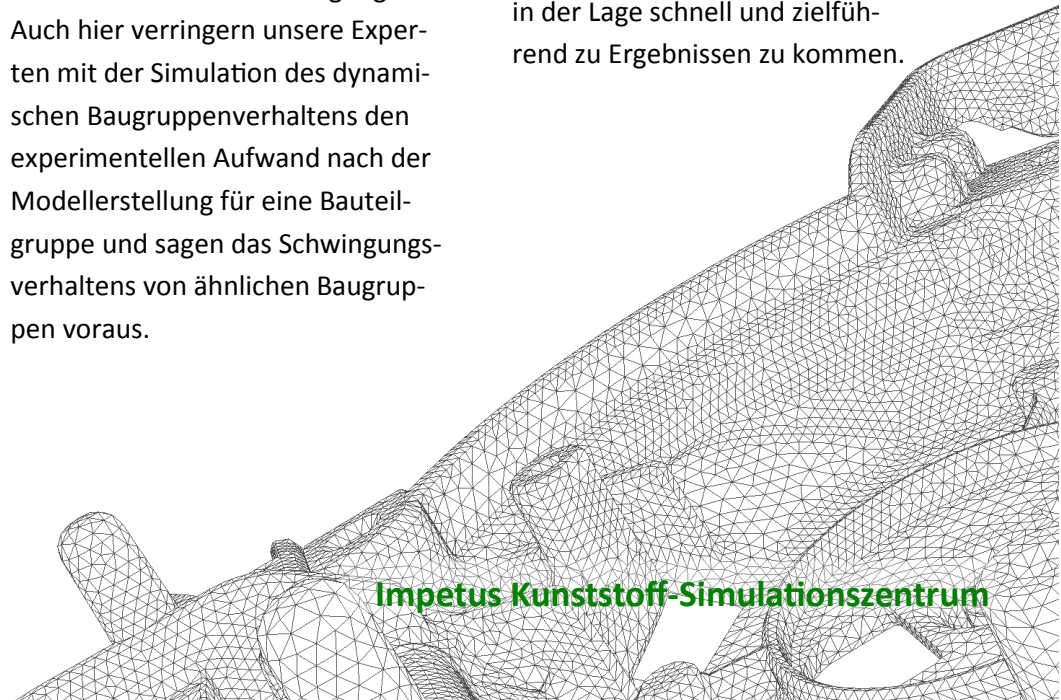 Auch hier verringern unsere Exper-
ten mit der Simulation des dynami-
schen Baugruppenverhaltens den
experimentellen Aufwand nach der
Modellerstellung für eine Bauteil-
gruppe und sagen das Schwingungs-
verhaltens von ähnlichen Baugrup-
pen voraus.
in der Lage schnell und zielfüh-
rend zu Ergebnissen zu kommen.
Impetus Kunststoff-Simulationszentrum